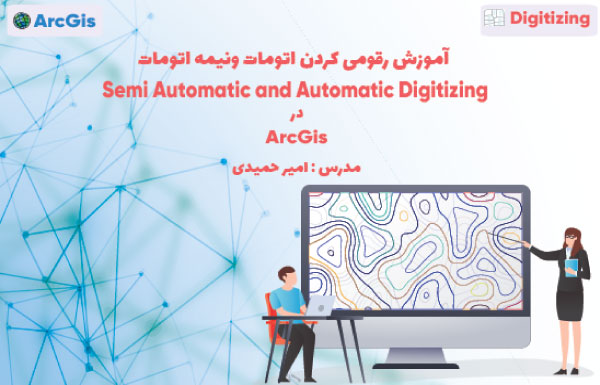 ArcGis
Digitizing
آموزش رقومی کردن اتومات ونیمه اتومات
Semi Automatic and Automatic Digitizing
در
ArcGis
مدرس : امیر حمیدی